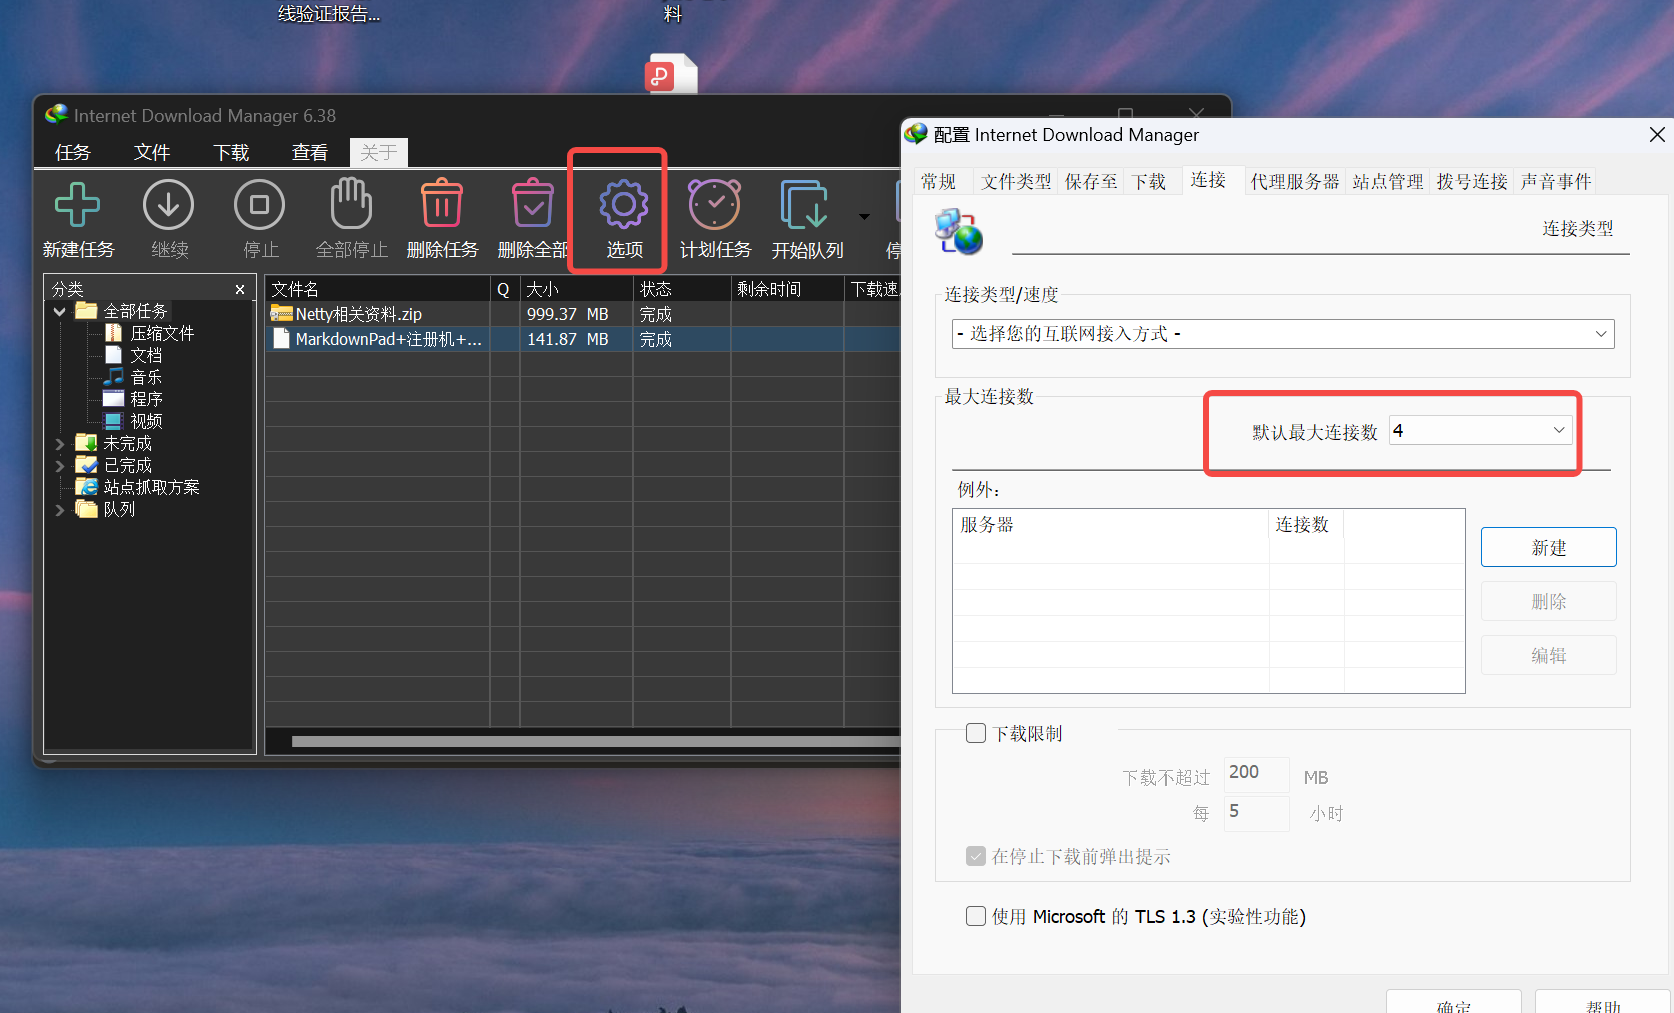 线验证报告...
料
Internet Download Manager 6.38
任务 文件 下载 查看 关于
新建任务 继续 停止 全部停止 删除任务 删除全部 选项 计划任务 开始队列 停
分类 x
全部任务
压缩文件
文档
音乐
程序
视频
未完成
已完成
站点抓取方案
队列
文件名 Q 大小 状态 剩余时间 下载速
Netty相关资料.zip 999.37 MB 完成
MarkdownPad+注册机+... 141.87 MB 完成
配置 Internet Download Manager
常规 文件类型 保存至 下载 连接 代理服务器 站点管理 拨号连接 声音事件
连接类型
连接类型/速度
- 选择您的互联网接入方式 -
最大连接数
默认最大连接数 4
例外：
服务器 连接数
新建
删除
编辑
下载限制
下载不超过 200 MB
每 5 小时
在停止下载前弹出提示
使用 Microsoft 的 TLS 1.3 (实验性功能)
确定 帮助